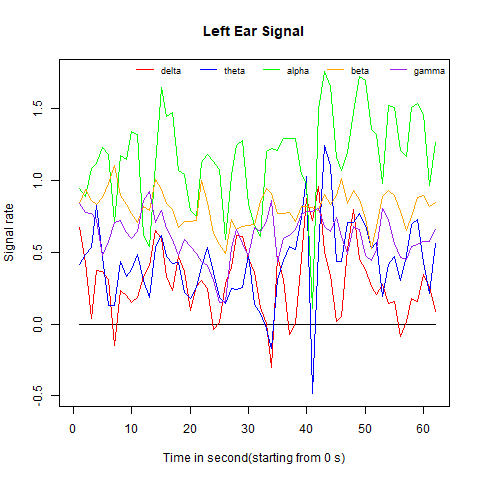 Left Ear Signal
delta theta alpha beta gamma
Signal rate
1.5
1.0
0.5
0.0
-0.5
0 10 20 30 40 50 60
Time in second(starting from 0 s)